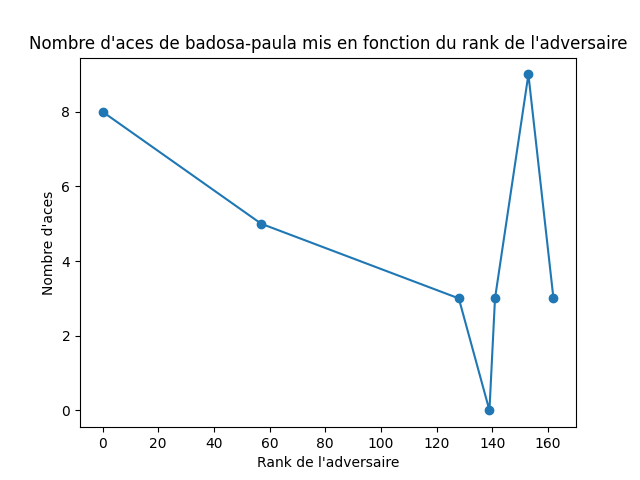 Nombre d'aces de badosa-paula mis en fonction du rank de l'adversaire
8
6
4
2
0
Nombre d'aces
0 20 40 60 80 100 120 140 160
Rank de l'adversaire